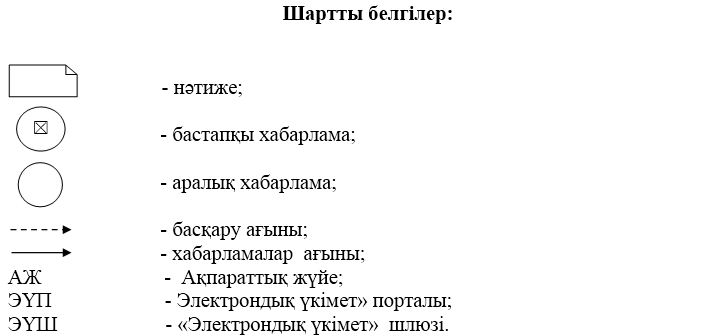 Шартты белгілер:
- нәтиже;
- бастапқы хабарлама;
- аралық хабарлама;
- басқару ағыны;
- хабарламалар ағыны;
АЖ - Ақпараттық жүйе;
ЭҮП - Электрондық үкімет» порталы;
ЭҮШ - «Электрондық үкімет» шлюзі.